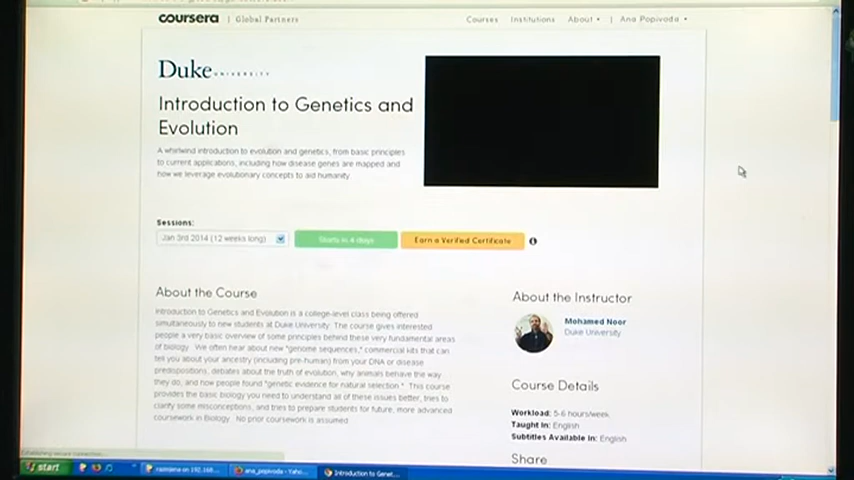 coursera | Global Partners
Courses Institutions About | Ana Popivoda
Duke
UNIVERSITY
Introduction to Genetics and
Evolution
A whirlwind introduction to evolution and genetics, from basic principles
to current applications, including how disease genes are mapped and
how we leverage evolutionary concepts to aid humanity.
Sessions:
Jan 3rd 2014 (12 weeks long)
Starts in 4 days
Earn a Verified Certificate
About the Course
Introduction to Genetics and Evolution is a college-level class being offered
simultaneously to new students at Duke University. The course gives interested
people a very basic overview of some principles behind these very fundamental areas
of biology. We often hear about new "genome sequences," commercial kits that can
tell you about your ancestry (including pre-human) from your DNA or disease
predispositions, debates about the truth of evolution, why animals behave the way
they do, and how people found "genetic evidence for natural selection." This course
provides the basic biology you need to understand all of these issues better, tries to
clarify some misconceptions, and tries to prepare students for future, more advanced
coursework in Biology. No prior coursework is assumed.
About the Instructor
Mohamed Noor
Duke University
Course Details
Workload: 5-6 hours/week
Taught In: English
Subtitles Available In: English
Share
Establishing secure connection...
start
on 192.168...
ana_popivoda - Yaho...
Introduction to Genet...